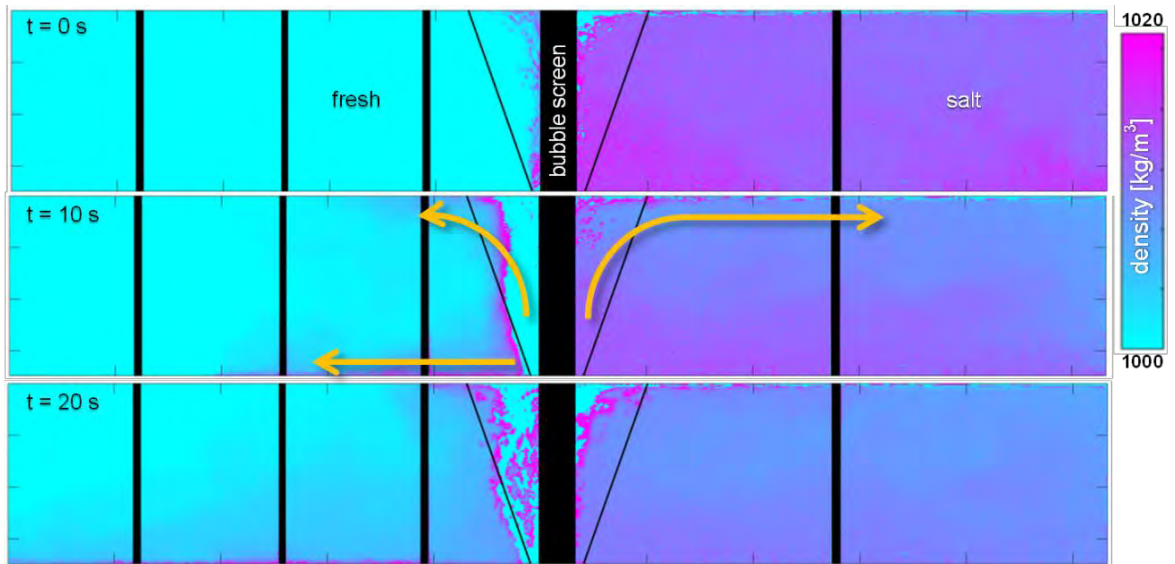 t = 0 s
fresh
bubble screen
salt
1020
density [kg/m³]
1000
t = 10 s
t = 20 s